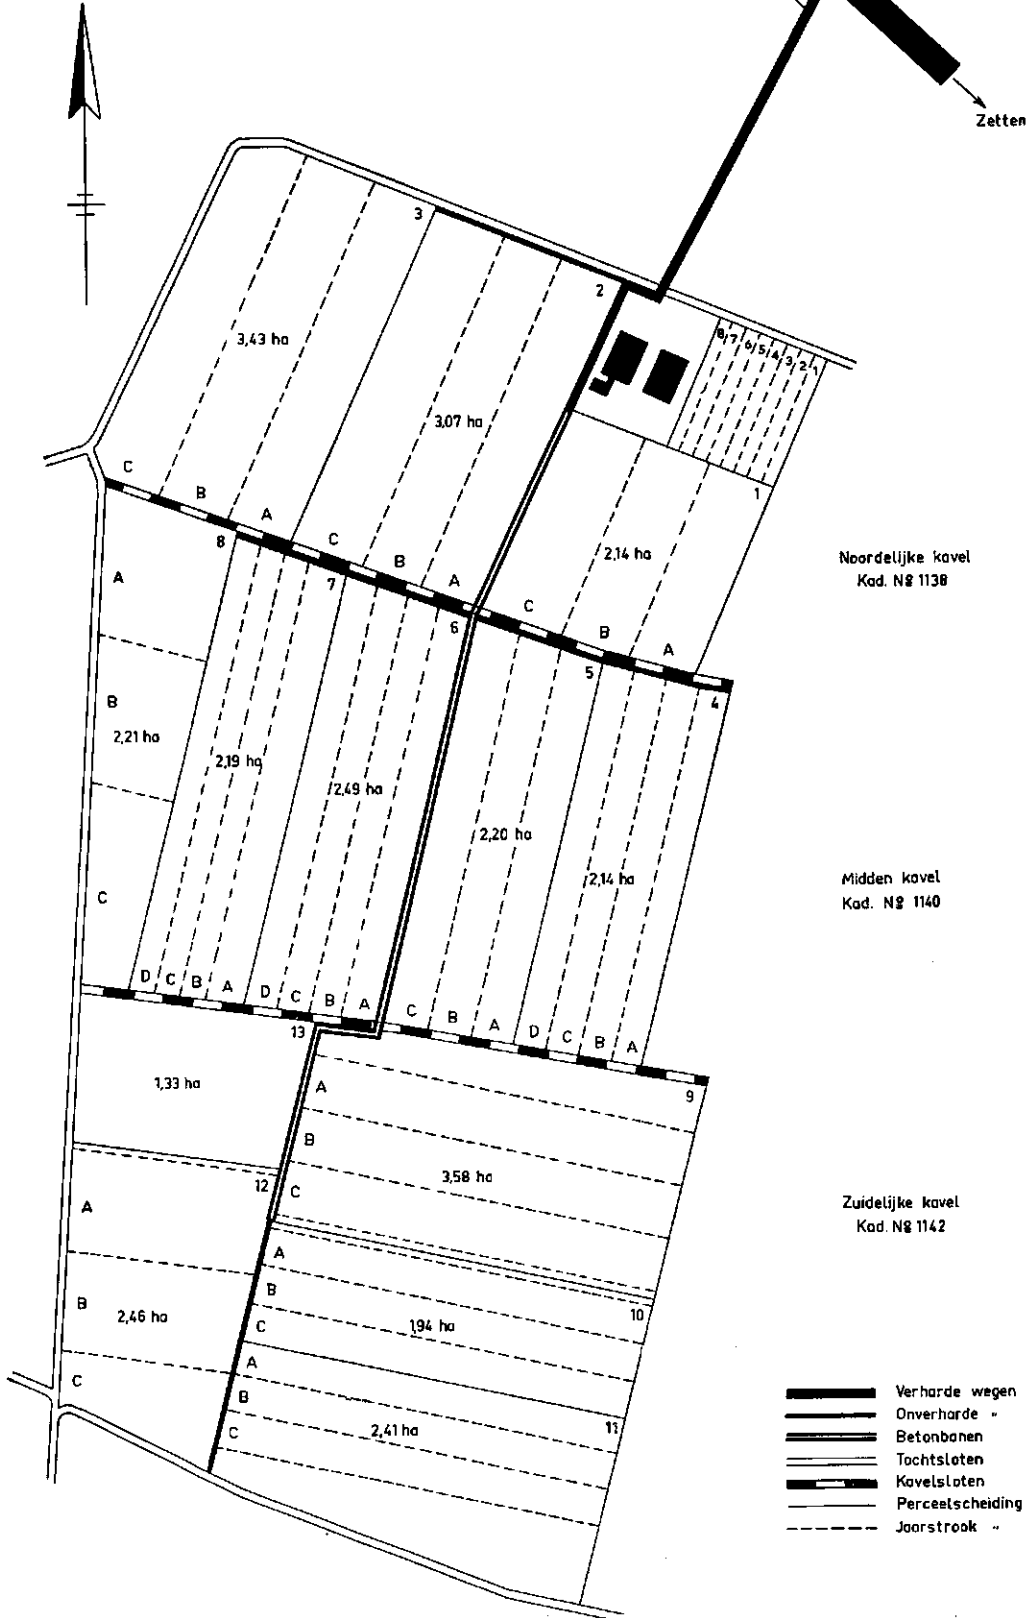 Zetten
3
2
3,43 ha
8 7 6 5 4 3 2 1
3,07 ha
C
B
A
C
B
A
1
2,14 ha
Noordelijke kavel
Kad. Nº 1138
C
B
A
8
7
6
5
4
A
B
2,21 ha
2,19 ha
2,49 ha
2,20 ha
2,14 ha
Midden kavel
Kad. Nº 1140
C
D C B A D C B A C B A D C B A
13
9
1,33 ha
A
B
3,58 ha
12
C
Zuidelijke kavel
Kad. Nº 1142
A
A
B
10
B
2,46 ha
1,94 ha
C
A
C
B
C
2,41 ha
11
Verharde wegen
Onverharde "
Betonbanen
Tochtsloten
Kavelsloten
Perceelscheiding
Jaarstrook "